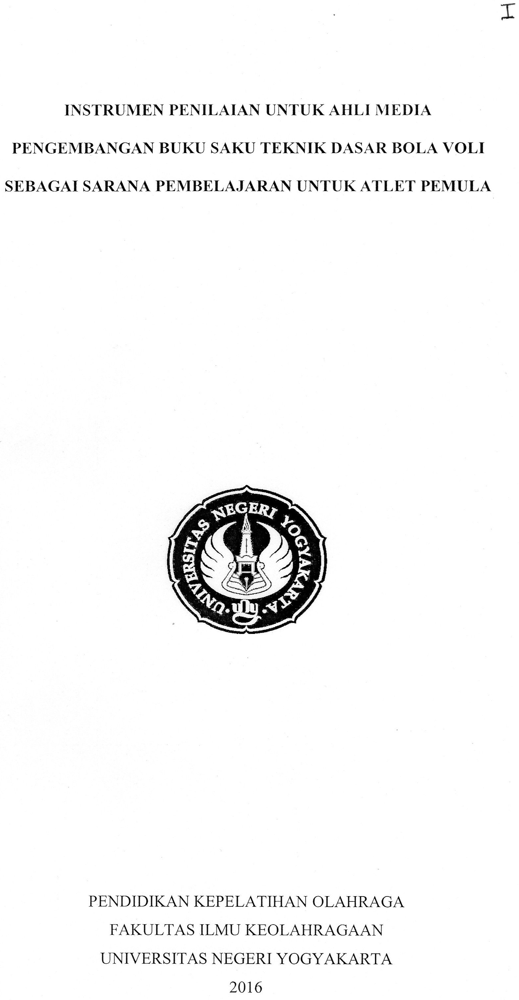 I
INSTRUMEN PENILAIAN UNTUK AHLI MEDIA
PENGEMBANGAN BUKU SAKU TEKNIK DASAR BOLA VOLI
SEBAGAI SARANA PEMBELAJARAN UNTUK ATLET PEMULA
UNIVERSITAS NEGERI YOGYAKARTA
uny
PENDIDIKAN KEPELATIHAN OLAHRAGA
FAKULTAS ILMU KEOLAHRAGAAN
UNIVERSITAS NEGERI YOGYAKARTA
2016